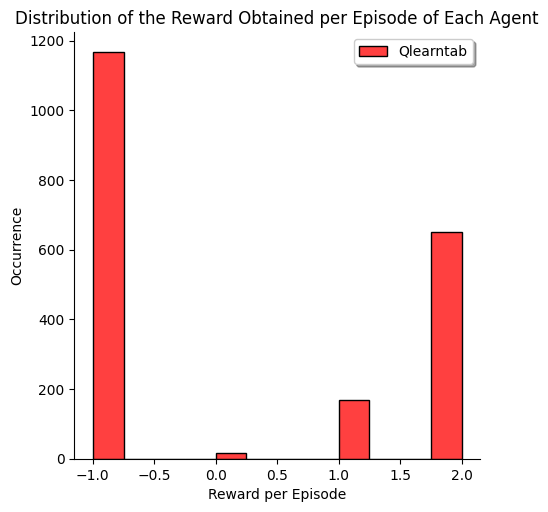 Distribution of the Reward Obtained per Episode of Each Agent
Qlearntab
1200
1000
800
600
400
200
0
Occurrence
−1.0 −0.5 0.0 0.5 1.0 1.5 2.0
Reward per Episode